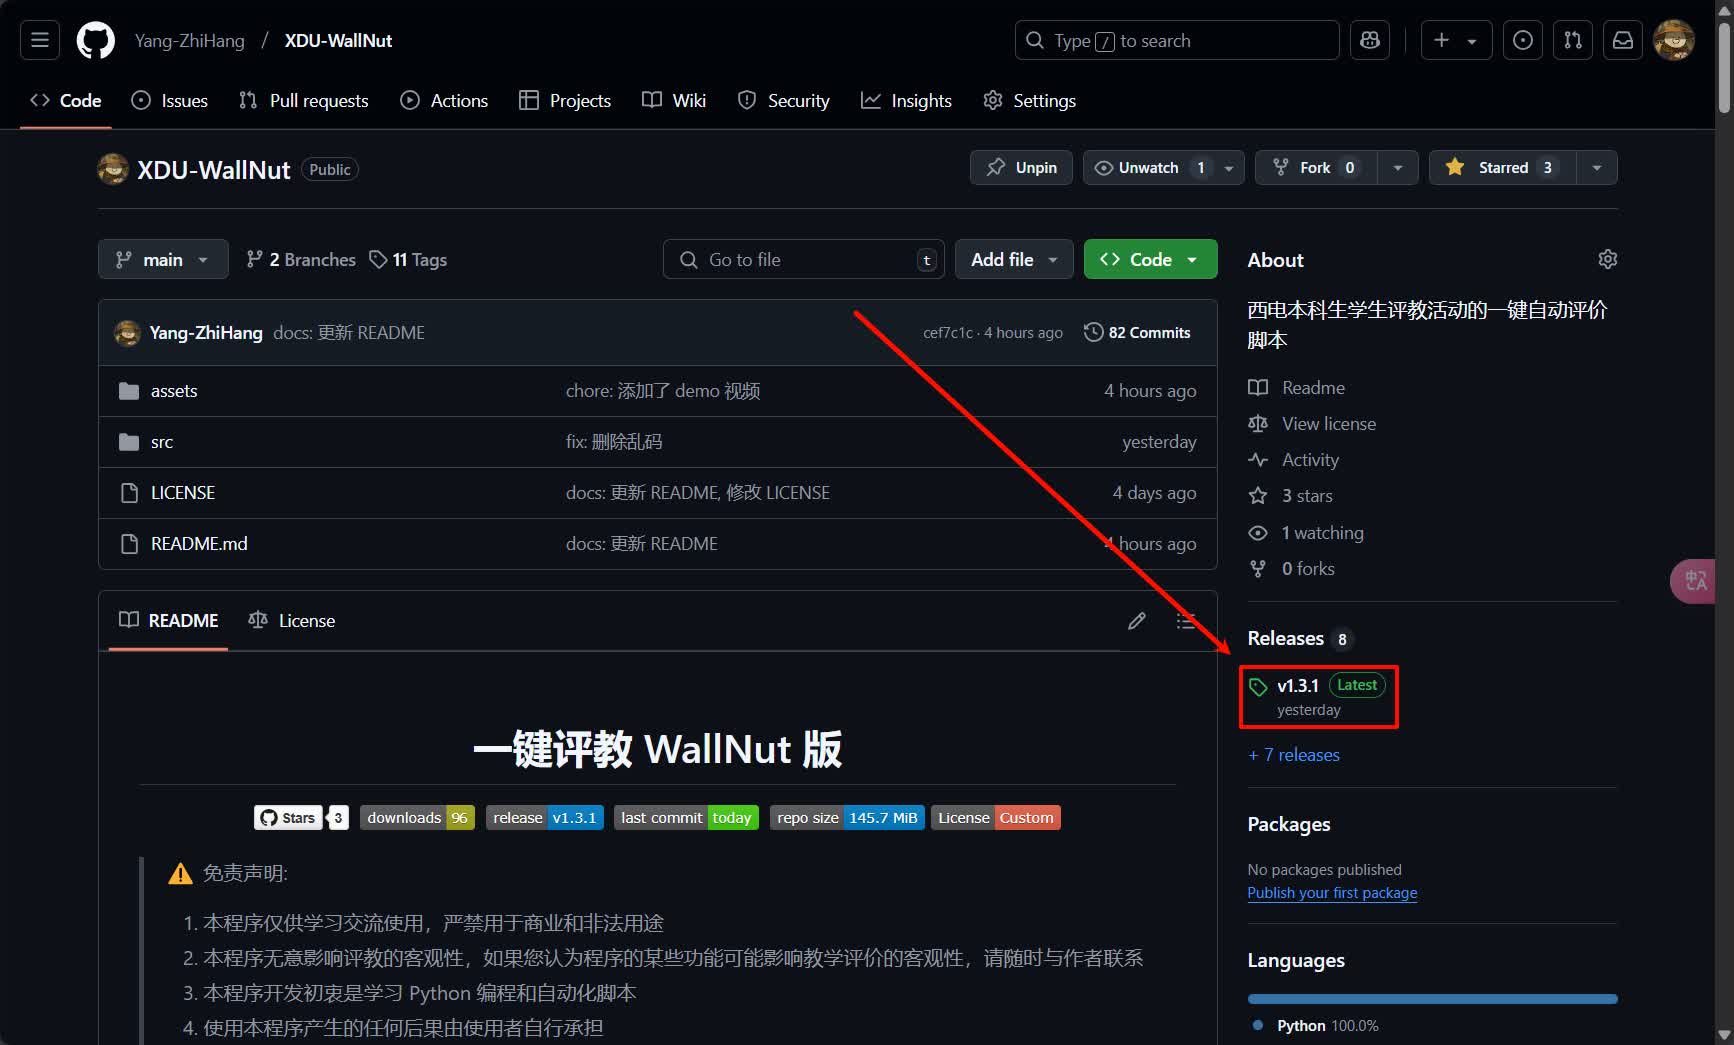 Yang-ZhiHang / XDU-WallNut
Type / to search
Code Issues Pull requests Actions Projects Wiki Security Insights Settings
XDU-WallNut Public
Unpin Unwatch 1 Fork 0 Starred 3
main 2 Branches 11 Tags
Go to file t Add file Code
Yang-ZhiHang docs: 更新 README cef7c1c · 4 hours ago 82 Commits
assets chore: 添加了 demo 视频 4 hours ago
src fix: 删除乱码 yesterday
LICENSE docs: 更新 README, 修改 LICENSE 4 days ago
README.md docs: 更新 README 4 hours ago
README License
一键评教 WallNut 版
Stars 3 downloads 96 release v1.3.1 last commit today repo size 145.7 MiB License Custom
免责声明:
1. 本程序仅供学习交流使用，严禁用于商业和非法用途
2. 本程序无意影响评教的客观性，如果您认为程序的某些功能可能影响教学评价的客观性，请随时与作者联系
3. 本程序开发初衷是学习 Python 编程和自动化脚本
4. 使用本程序产生的任何后果由使用者自行承担
About
西电本科生学生评教活动的一键自动评价
脚本
Readme
View license
Activity
3 stars
1 watching
0 forks
Releases 8
v1.3.1 Latest
yesterday
+ 7 releases
Packages
No packages published
Publish your first package
Languages
Python 100.0%
中A